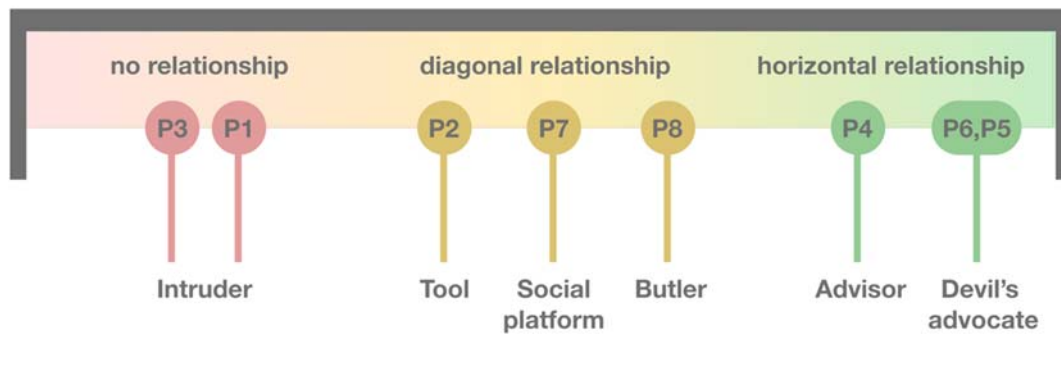 no relationship
diagonal relationship
horizontal relationship
P3
P1
P2
P7
P8
P4
P6,P5
Intruder
Tool
Social
platform
Butler
Advisor
Devil's
advocate